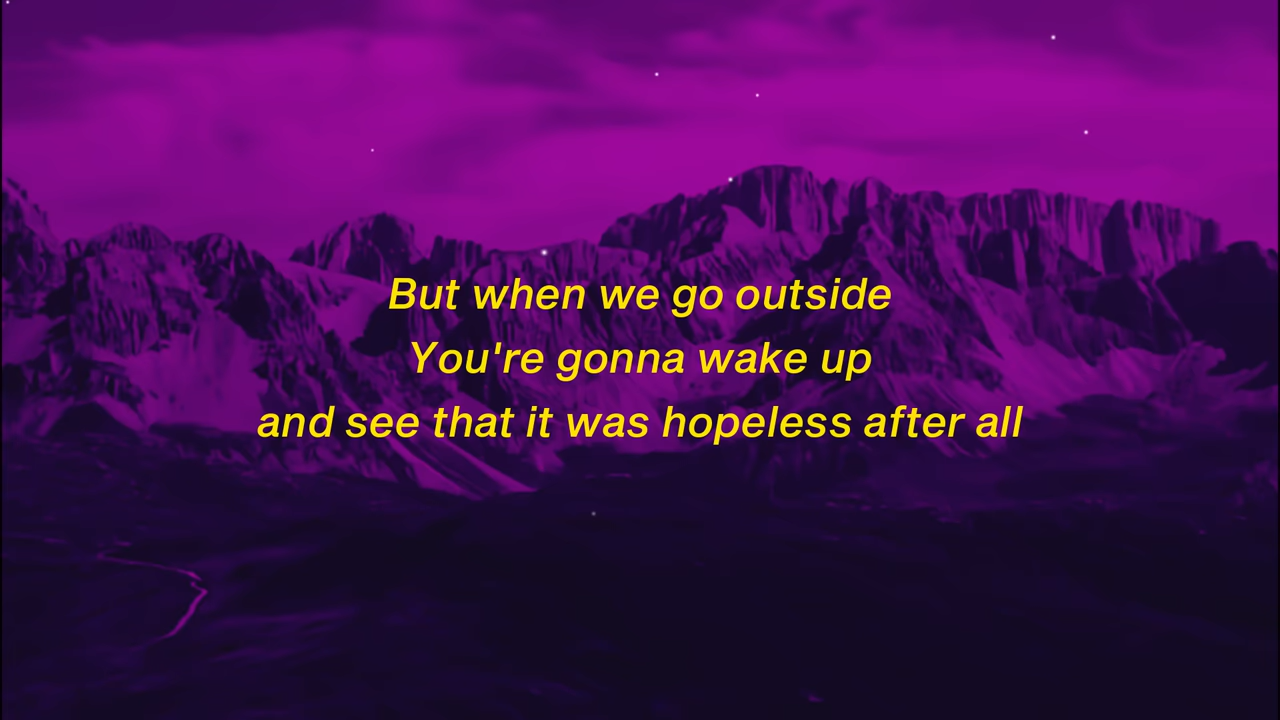 But when we go outside
You're gonna wake up
and see that it was hopeless after all